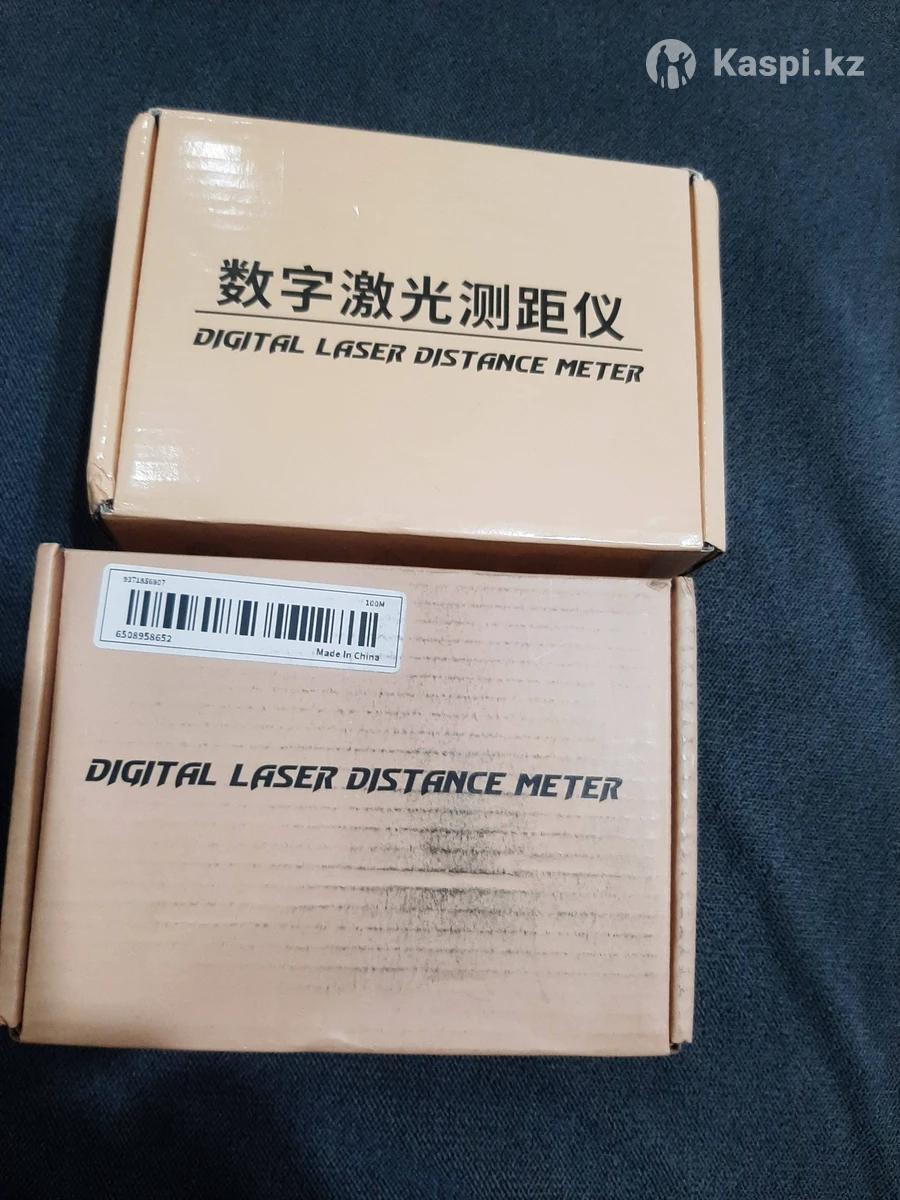 Kaspi.kz
数字激光测距仪
DIGITAL LASER DISTANCE METER
9371856907
100M
6508958652
Made In China
DIGITAL LASER DISTANCE METER